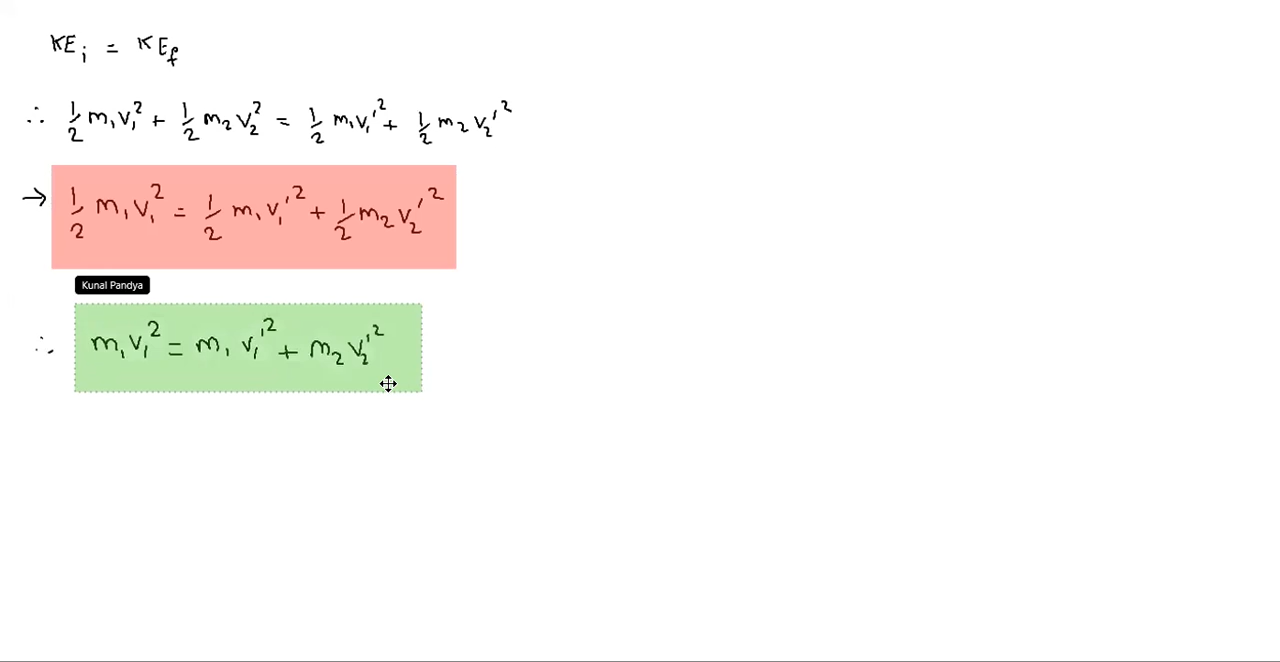 KEᵢ = KE_f
∴ ½ m₁v₁² + ½ m₂v₂² = ½ m₁v₁'² + ½ m₂v₂'²
→ ½ m₁v₁² = ½ m₁v₁'² + ½ m₂v₂'²
Kunal Pandya
∴ m₁v₁² = m₁v₁'² + m₂v₂'²